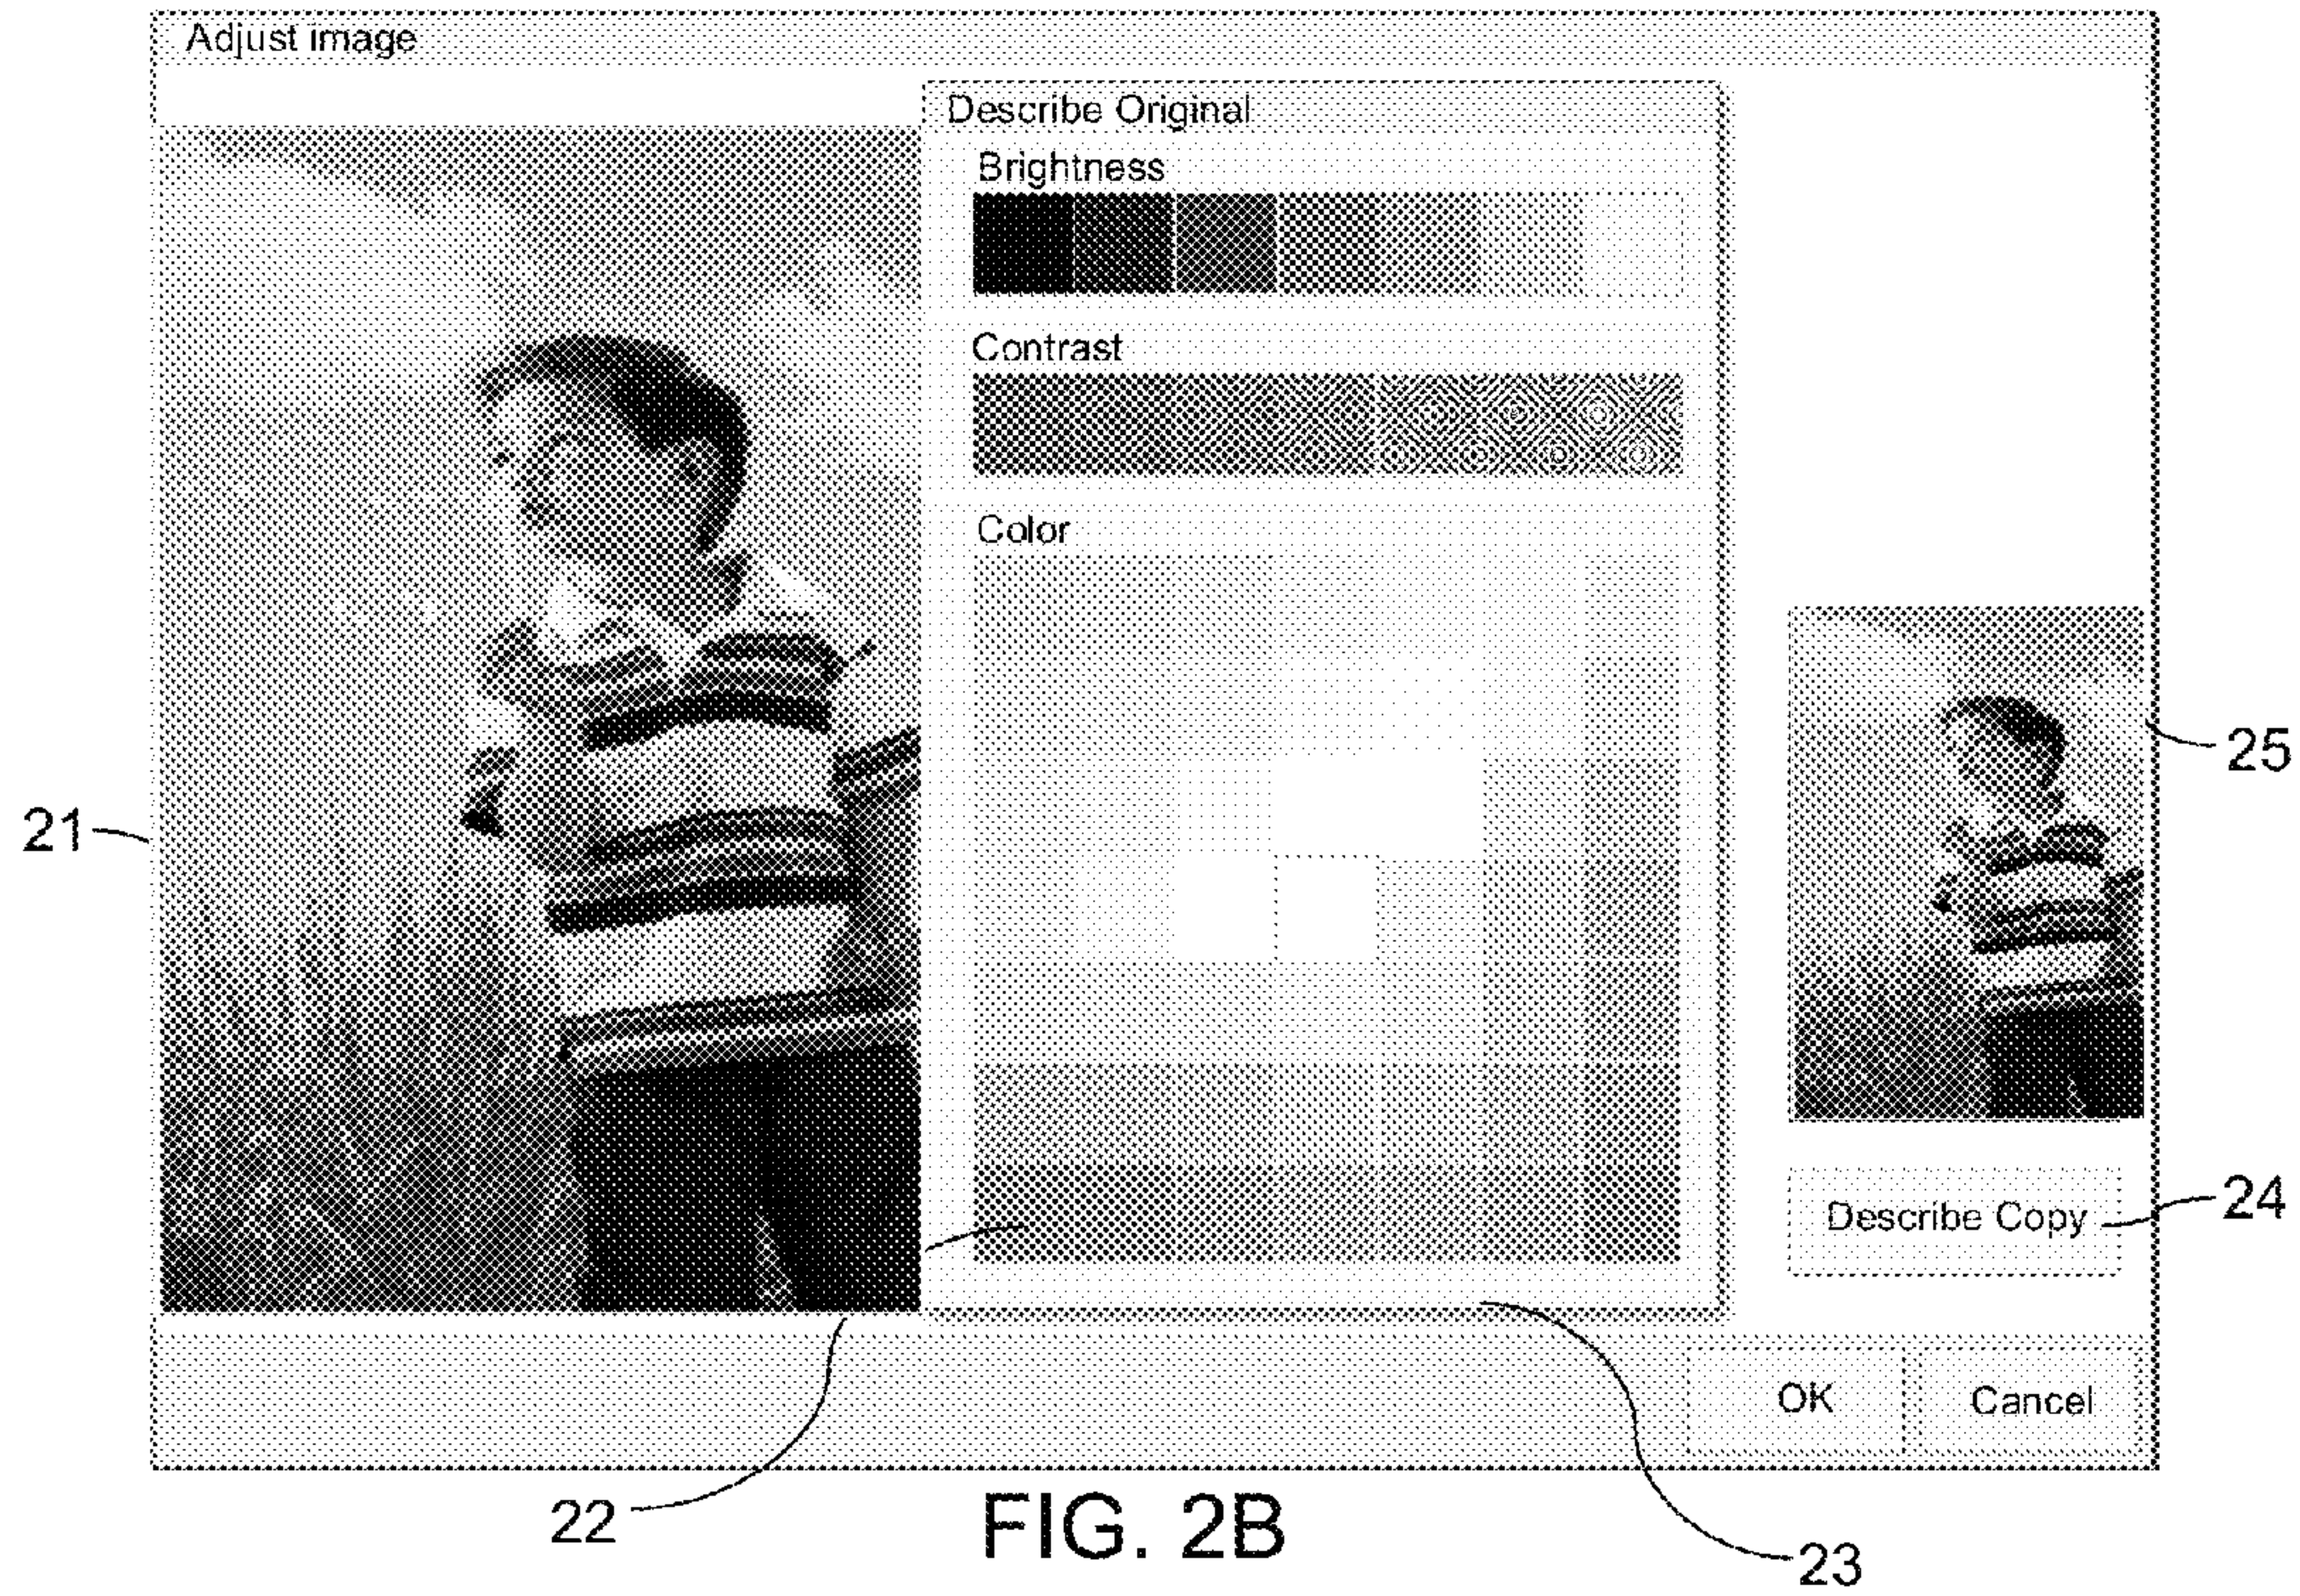 Adjust image
Describe Original
Brightness
Contrast
Color
25
21
Describe Copy
24
OK
Cancel
22
FIG. 2B
23